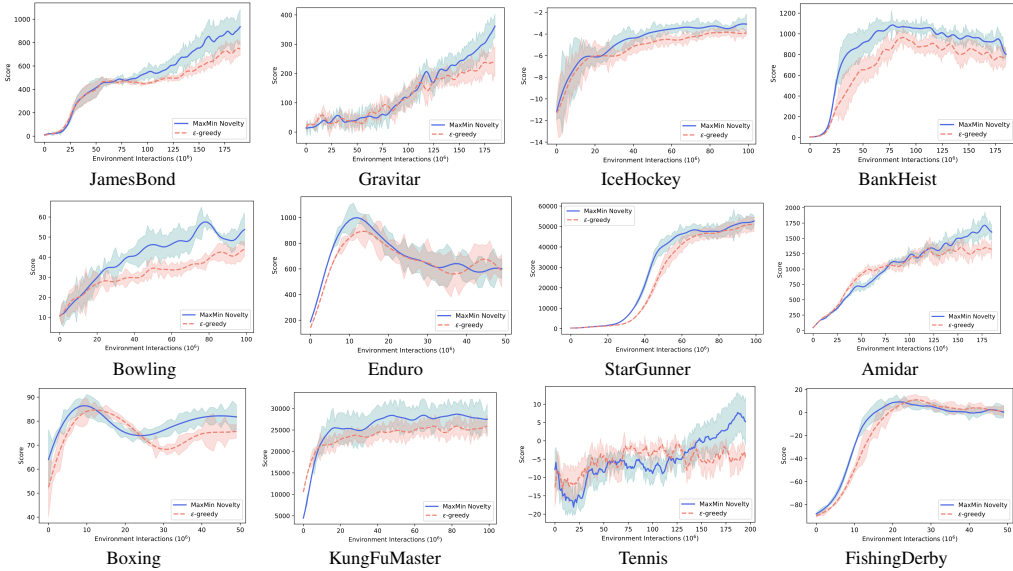 1000
800
600
400
200
0
Score
0 25 50 75 100 125 150 175
Environment Interactions (10⁶)
MaxMin Novelty
ε-greedy
JamesBond
400
300
200
100
0
Score
0 25 50 75 100 125 150 175
Environment Interactions (10⁶)
MaxMin Novelty
ε-greedy
Gravitar
−2
−4
−6
−8
−10
−12
−14
Score
0 20 40 60 80 100
Environment Interactions (10⁶)
MaxMin Novelty
ε-greedy
IceHockey
1200
1000
800
600
400
200
0
Score
0 25 50 75 100 125 150 175
Environment Interactions (10⁶)
MaxMin Novelty
ε-greedy
BankHeist
60
50
40
30
20
10
Score
0 20 40 60 80 100
Environment Interactions (10⁶)
MaxMin Novelty
ε-greedy
Bowling
1000
800
600
400
200
Score
0 10 20 30 40 50
Environment Interactions (10⁶)
MaxMin Novelty
ε-greedy
Enduro
60000
50000
40000
30000
20000
10000
0
Score
0 20 40 60 80 100
Environment Interactions (10⁶)
MaxMin Novelty
ε-greedy
StarGunner
2000
1750
1500
1250
1000
750
500
250
0
Score
0 25 50 75 100 125 150 175
Environment Interactions (10⁶)
MaxMin Novelty
ε-greedy
Amidar
90
80
70
60
50
40
Score
0 10 20 30 40 50
Environment Interactions (10⁶)
MaxMin Novelty
ε-greedy
Boxing
30000
25000
20000
15000
10000
5000
Score
0 20 40 60 80 100
Environment Interactions (10⁶)
MaxMin Novelty
ε-greedy
KungFuMaster
10
5
0
−5
−10
−15
−20
Score
0 25 50 75 100 125 150 175 200
Environment Interactions (10⁶)
MaxMin Novelty
ε-greedy
Tennis
20
0
−20
−40
−60
−80
Score
0 10 20 30 40 50
Environment Interactions (10⁶)
MaxMin Novelty
ε-greedy
FishingDerby